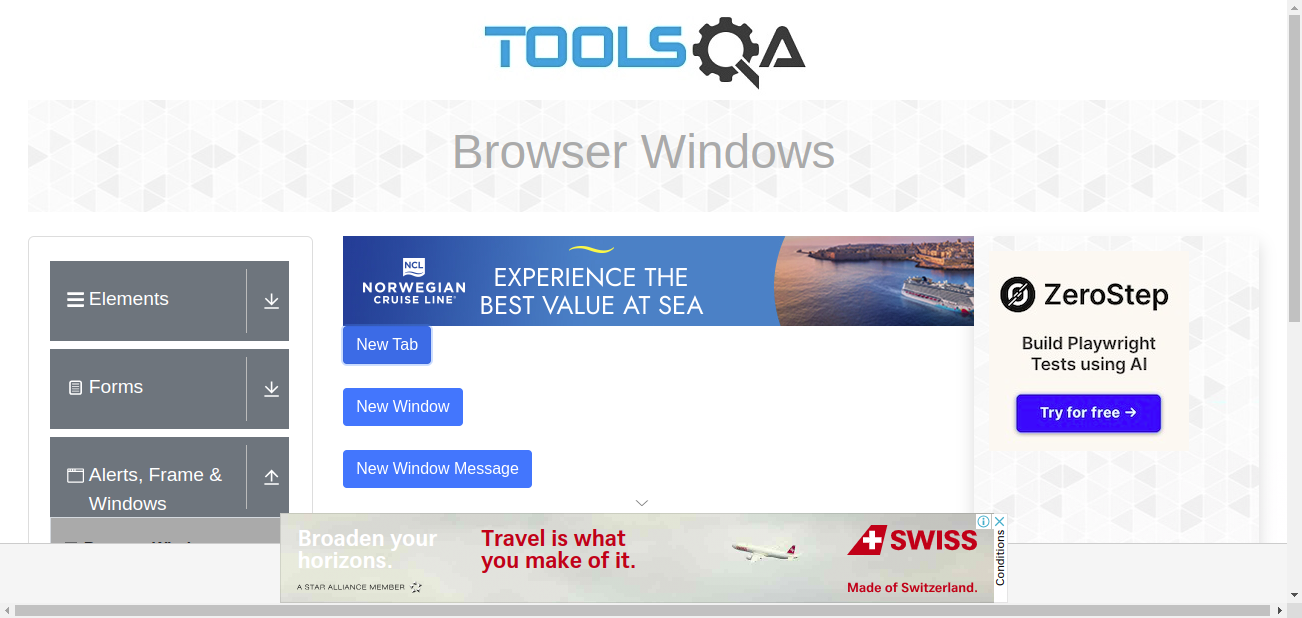 TOOLSQA
Browser Windows
Elements
Forms
Alerts, Frame &
Windows
NCL
NORWEGIAN
CRUISE LINE®
EXPERIENCE THE
BEST VALUE AT SEA
New Tab
New Window
New Window Message
ZeroStep
Build Playwright
Tests using AI
Try for free →
Broaden your
horizons.
A STAR ALLIANCE MEMBER
Travel is what
you make of it.
SWISS
Made of Switzerland.
Conditions